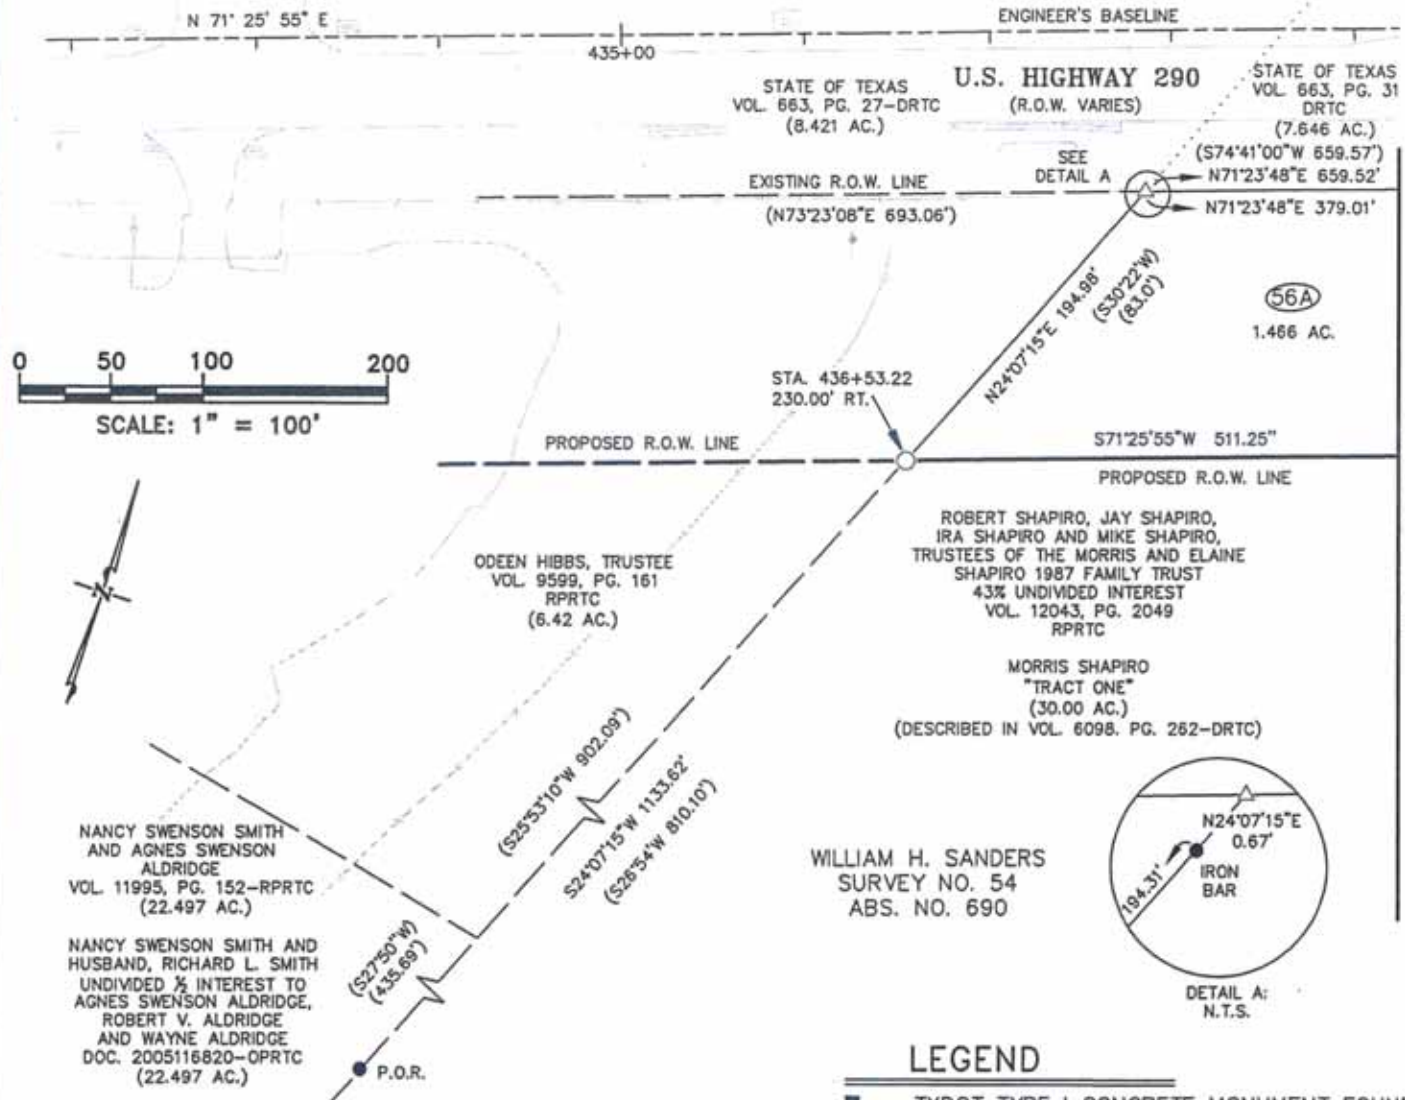 N 71° 25' 55" E
ENGINEER'S BASELINE
435+00
STATE OF TEXAS
VOL. 663, PG. 27-DRTC
(8.421 AC.)
U.S. HIGHWAY 290
(R.O.W. VARIES)
STATE OF TEXAS
VOL. 663, PG. 31
DRTC
(7.646 AC.)
(S74°41'00"W 659.57')
N71°23'48"E 659.52'
N71°23'48"E 379.01'
SEE
DETAIL A
EXISTING R.O.W. LINE
(N73°23'08"E 693.06')
N24°07'15"E 194.98'
(S30°22'W)
(83.0')
56A
1.466 AC.
0 50 100 200
SCALE: 1" = 100'
STA. 436+53.22
230.00' RT.
PROPOSED R.O.W. LINE
S71°25'55"W 511.25"
PROPOSED R.O.W. LINE
N
ODEEN HIBBS, TRUSTEE
VOL. 9599, PG. 161
RPRTC
(6.42 AC.)
ROBERT SHAPIRO, JAY SHAPIRO,
IRA SHAPIRO AND MIKE SHAPIRO,
TRUSTEES OF THE MORRIS AND ELAINE
SHAPIRO 1987 FAMILY TRUST
43% UNDIVIDED INTEREST
VOL. 12043, PG. 2049
RPRTC
MORRIS SHAPIRO
"TRACT ONE"
(30.00 AC.)
(DESCRIBED IN VOL. 6098. PG. 262-DRTC)
(S25°53'10"W 902.09')
S24°07'15"W 1133.62'
(S26°54'W 810.10')
NANCY SWENSON SMITH
AND AGNES SWENSON
ALDRIDGE
VOL. 11995, PG. 152-RPRTC
(22.497 AC.)
NANCY SWENSON SMITH AND
HUSBAND, RICHARD L. SMITH
UNDIVIDED ½ INTEREST TO
AGNES SWENSON ALDRIDGE,
ROBERT V. ALDRIDGE
AND WAYNE ALDRIDGE
DOC. 2005116820-OPRTC
(22.497 AC.)
(S27°50"W)
(435.69')
P.O.R.
WILLIAM H. SANDERS
SURVEY NO. 54
ABS. NO. 690
N24°07'15"E
0.67'
IRON
BAR
194.31'
DETAIL A:
N.T.S.
LEGEND
TXDOT TYPE I CONCRETE MONUMENT FOUN